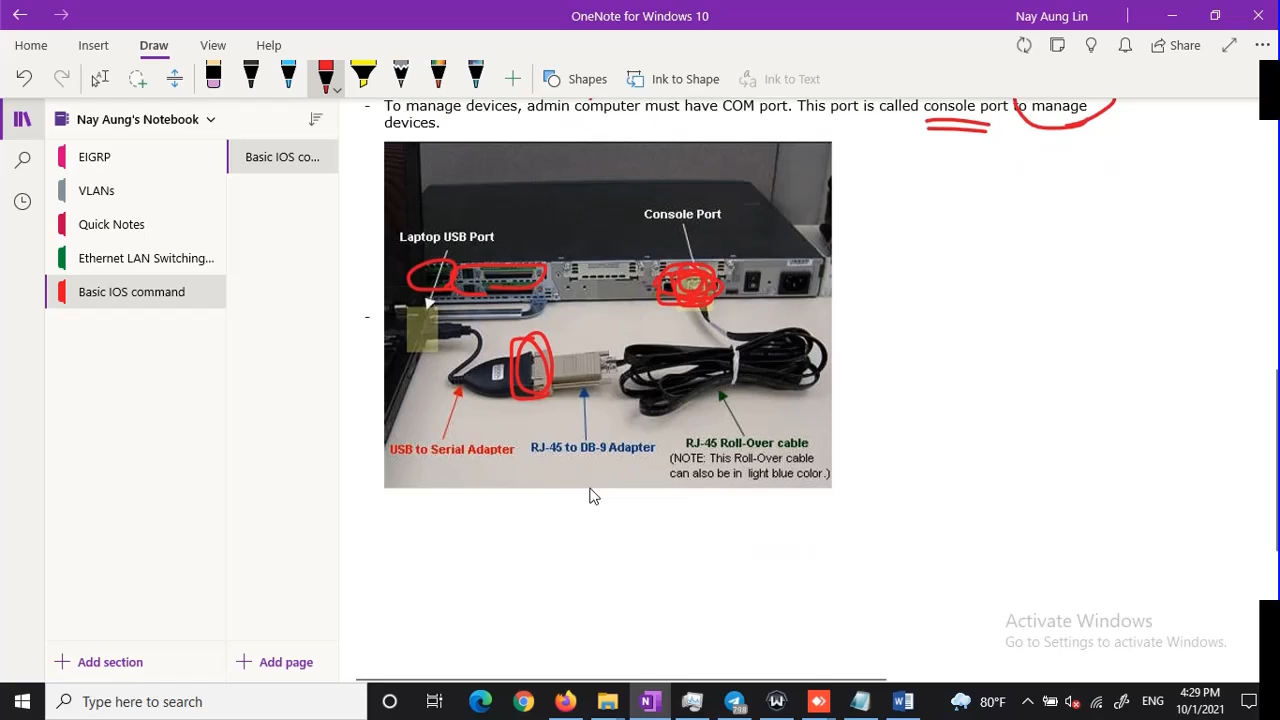 OneNote for Windows 10
Nay Aung Lin
Home
Insert
Draw
View
Help
Share
Shapes
Ink to Shape
Ink to Text
Nay Aung's Notebook
EIGRP
VLANs
Quick Notes
Ethernet LAN Switching...
Basic IOS command
Basic IOS co...
- To manage devices, admin computer must have COM port. This port is called console port to manage
devices.
Console Port
Laptop USB Port
-
USB to Serial Adapter
RJ-45 to DB-9 Adapter
RJ-45 Roll-Over cable
(NOTE: This Roll-Over cable
can also be in light blue color.)
Activate Windows
Go to Settings to activate Windows.
Add section
Add page
Type here to search
798
80°F
ENG
4:29 PM
10/1/2021